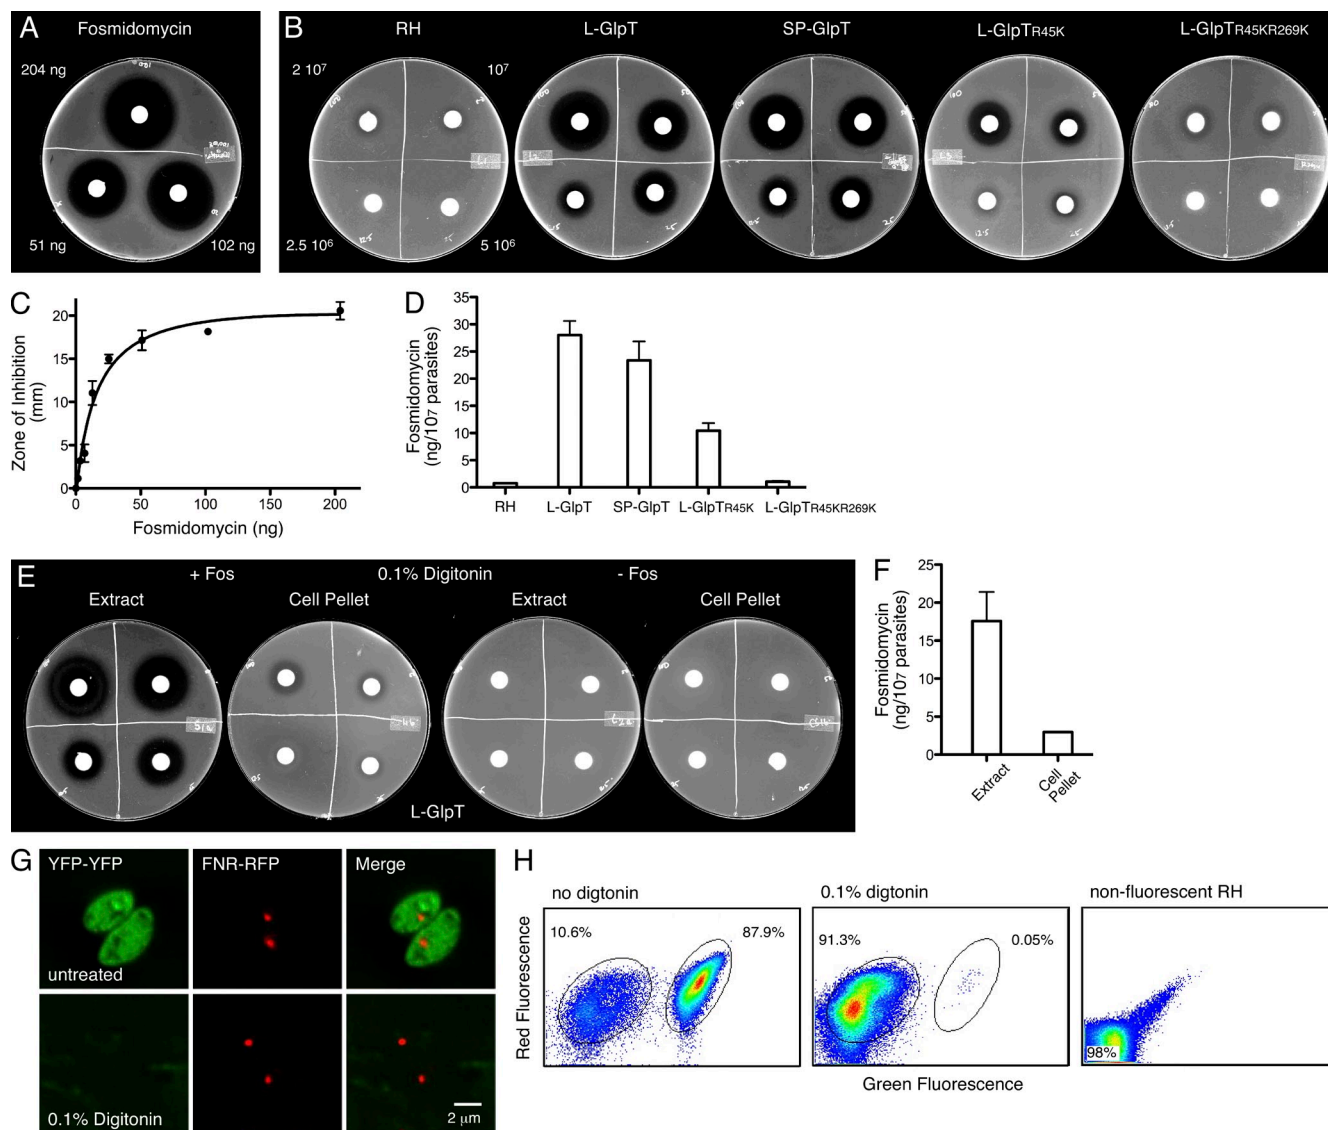 A
Fosmidomycin
204 ng
51 ng
102 ng
B
RH
L-GlpT
SP-GlpT
L-GlpTR45K
L-GlpTR45KR269K
2 10⁷
10⁷
2.5 10⁶
5 10⁶
C
Zone of Inhibition
(mm)
20
15
10
5
0
0
50
100
150
200
Fosmidomycin (ng)
D
Fosmidomycin
(ng/10⁷ parasites)
35
30
25
20
15
10
5
0
RH
L-GlpT
SP-GlpT
L-GlpTR45K
L-GlpTR45KR269K
E
+ Fos
0.1% Digitonin
- Fos
Extract
Cell Pellet
Extract
Cell Pellet
L-GlpT
F
Fosmidomycin
(ng/10⁷ parasites)
25
20
15
10
5
0
Extract
Cell
Pellet
G
YFP-YFP
FNR-RFP
Merge
untreated
0.1% Digitonin
2 µm
H
no digtonin
0.1% digtonin
non-fluorescent RH
Red Fluorescence
10.6%
87.9%
91.3%
0.05%
98%
Green Fluorescence